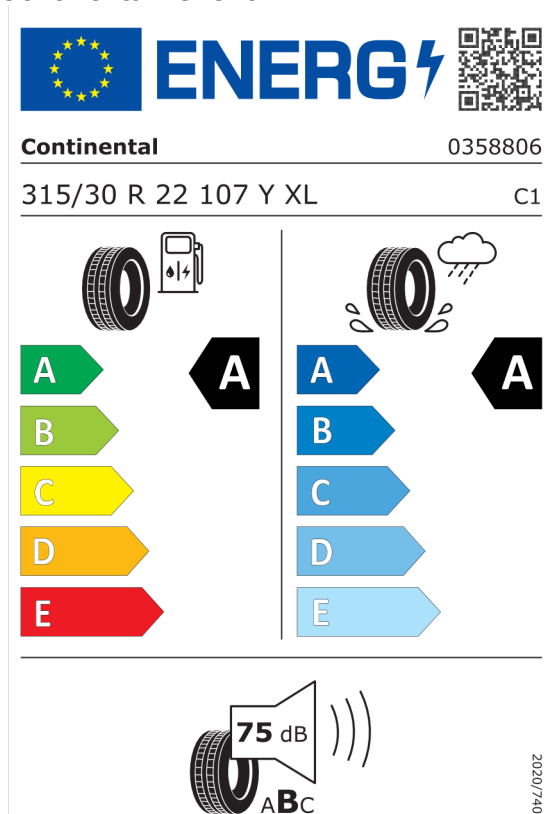 ENERG
Continental 0358806
315/30 R 22 107 Y XL C1
A A
A A
B
B
C
C
D
D
E
E
75 dB
ABC
2020/740